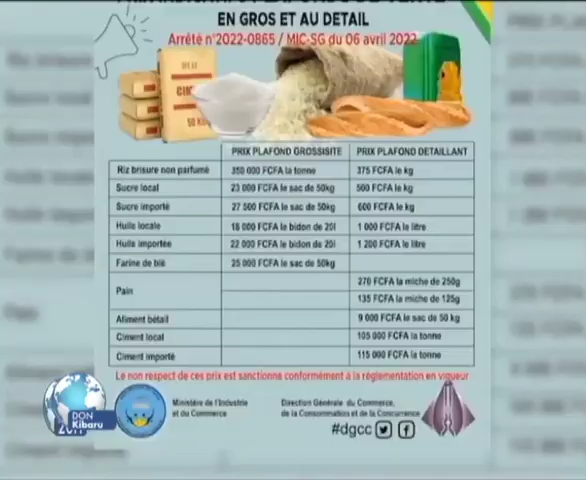 EN GROS ET AU DETAIL
Arrêté n°2022-0865 / MIC-SG du 06 avril 2022
50 KG
PRIX PLAFOND GROSSISITE PRIX PLAFOND DETAILLANT
Riz brisure non parfumé 350 000 FCFA la tonne 375 FCFA le kg
Sucre local 23 000 FCFA le sac de 50kg 500 FCFA le kg
Sucre importé 27 500 FCFA le sac de 50kg 600 FCFA le kg
Huile locale 18 000 FCFA le bidon de 20l 1 000 FCFA le litre
Huile importée 22 000 FCFA le bidon de 20l 1 200 FCFA le litre
Farine de blé 25 000 FCFA le sac de 50kg
Pain 270 FCFA la miche de 250g
135 FCFA la miche de 125g
Aliment bétail 9 000 FCFA le sac de 50 kg
Ciment local 105 000 FCFA la tonne
Ciment importé 115 000 FCFA la tonne
Le non respect de ces prix est sanctionné conformément à la réglementation en vigueur
DON
Kibaru
Ministère de l'Industrie
et du Commerce
Direction Générale du Commerce,
de la Consommation et de la Concurrence
#dgcc